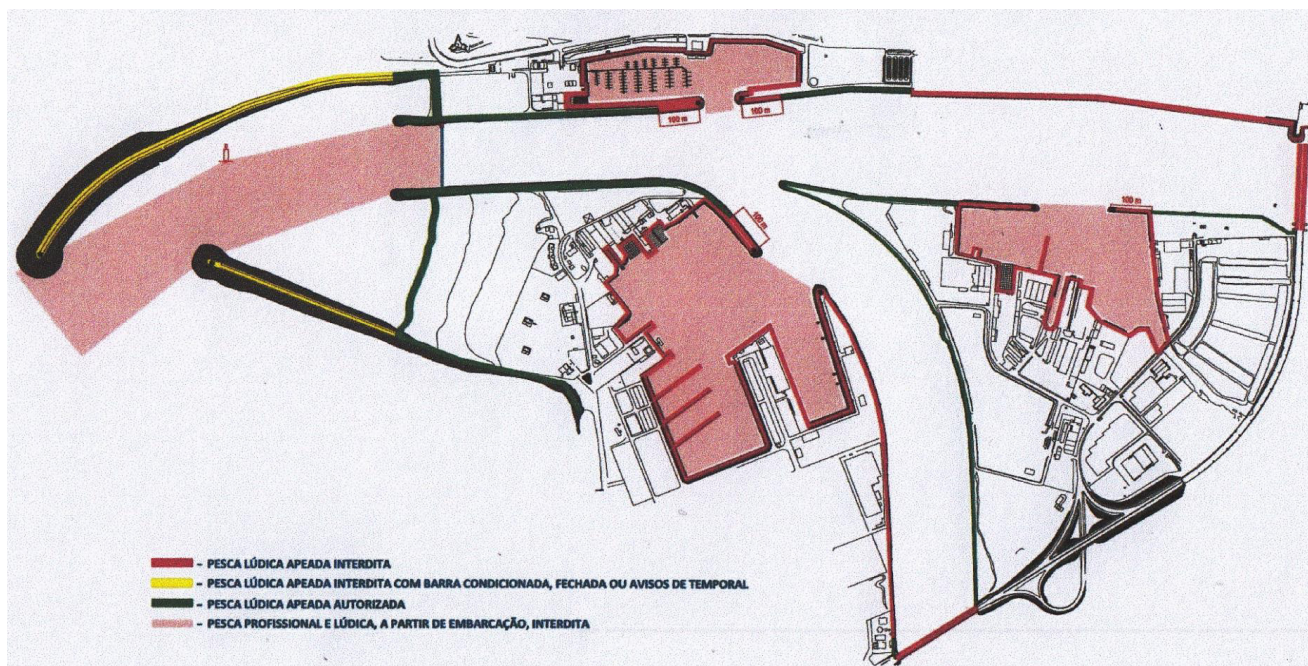 100 m
100 m
100 m
100 m
– PESCA LÚDICA APEADA INTERDITA
– PESCA LÚDICA APEADA INTERDITA COM BARRA CONDICIONADA, FECHADA OU AVISOS DE TEMPORAL
– PESCA LÚDICA APEADA AUTORIZADA
– PESCA PROFISSIONAL E LÚDICA, A PARTIR DE EMBARCAÇÃO, INTERDITA